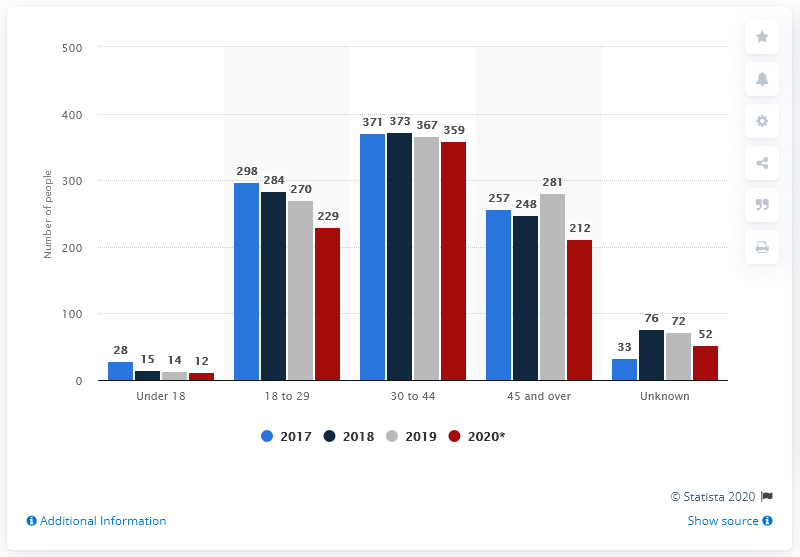 500
400
300
200
100
0
Number of people
28 15 14 12
298 284 270 229
371 373 367 359
257 248 281 212
33 76 72 52
Under 18 18 to 29 30 to 44 45 and over Unknown
2017 2018 2019 2020*
© Statista 2020
Additional Information Show source